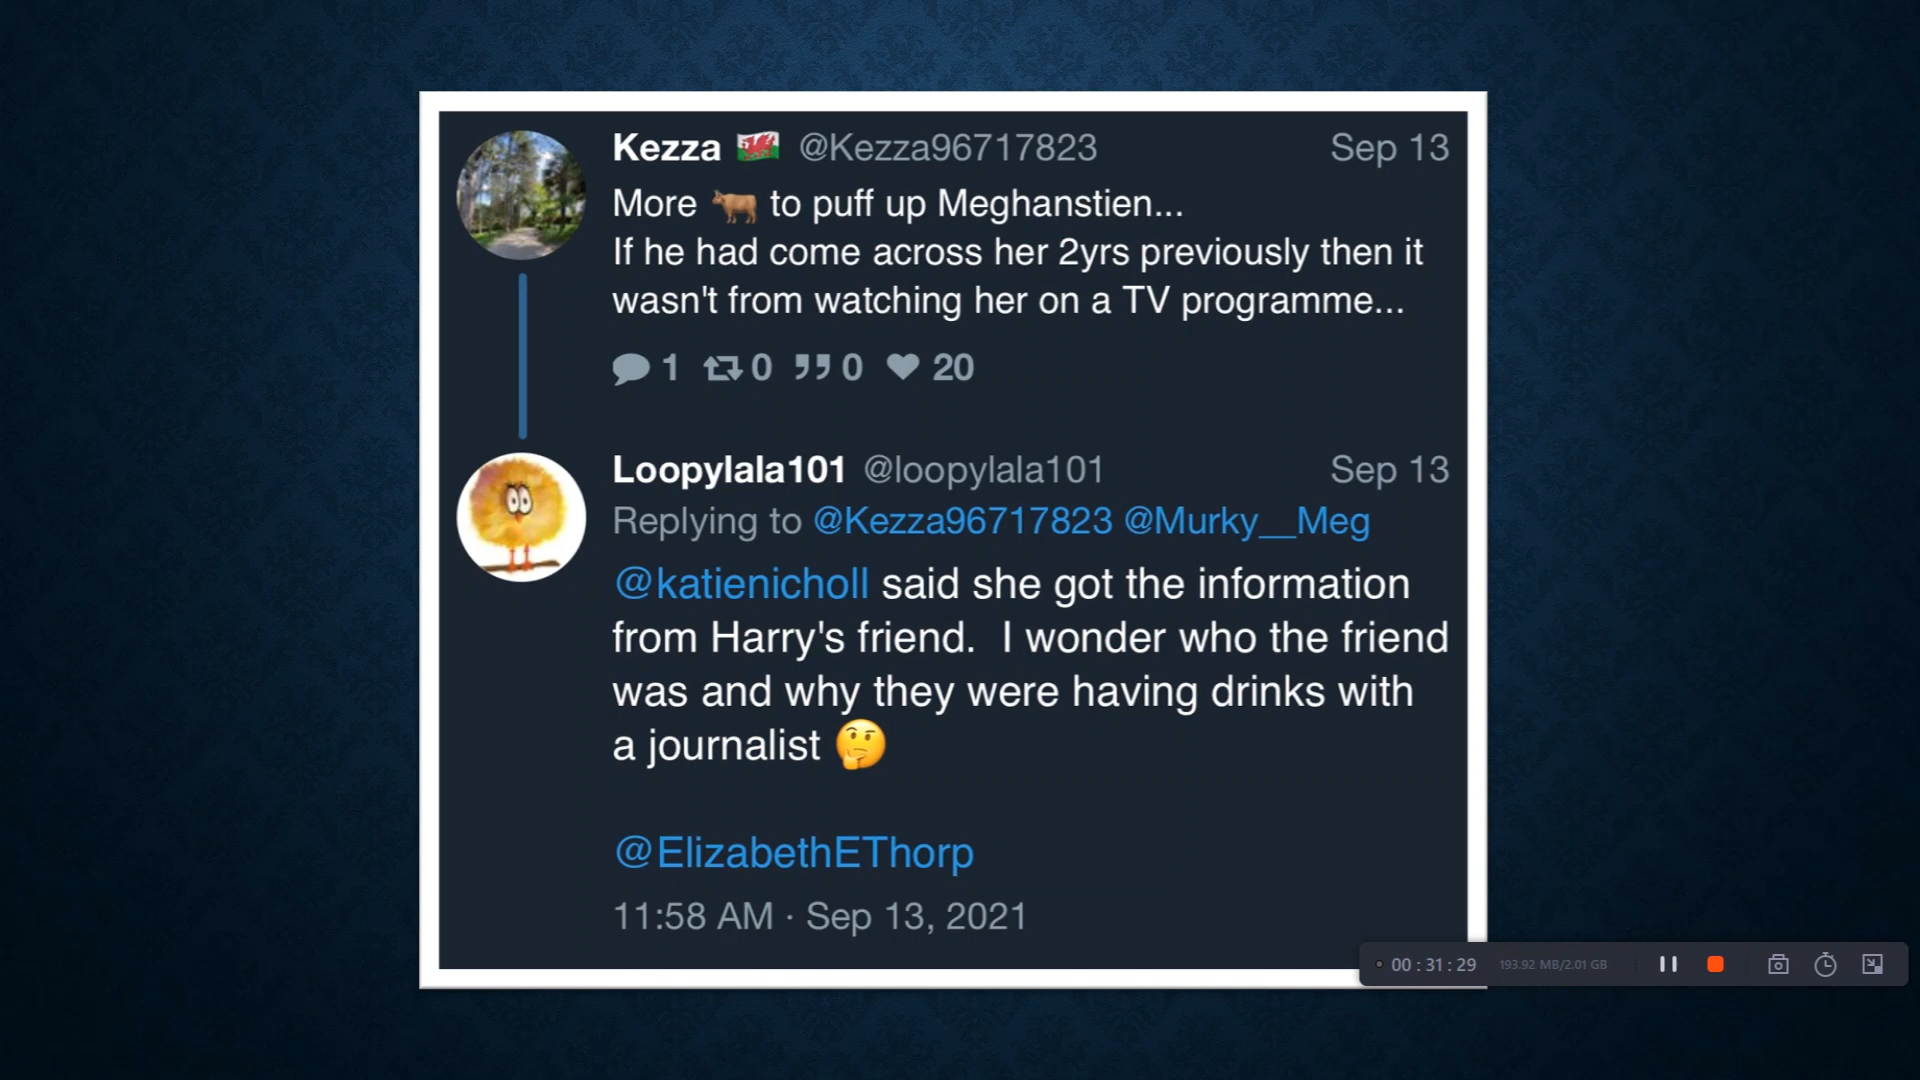 Kezza 🏴󠁧󠁢󠁷󠁬󠁳󠁿 @Kezza96717823 Sep 13
More 🐂 to puff up Meghanstien...
If he had come across her 2yrs previously then it
wasn't from watching her on a TV programme...
1 0 0 20
Loopylala101 @loopylala101 Sep 13
Replying to @Kezza96717823 @Murky__Meg
@katienicholl said she got the information
from Harry's friend. I wonder who the friend
was and why they were having drinks with
a journalist 🤔
@ElizabethEThorp
11:58 AM · Sep 13, 2021
00 : 31 : 29 193.92 MB/2.01 GB